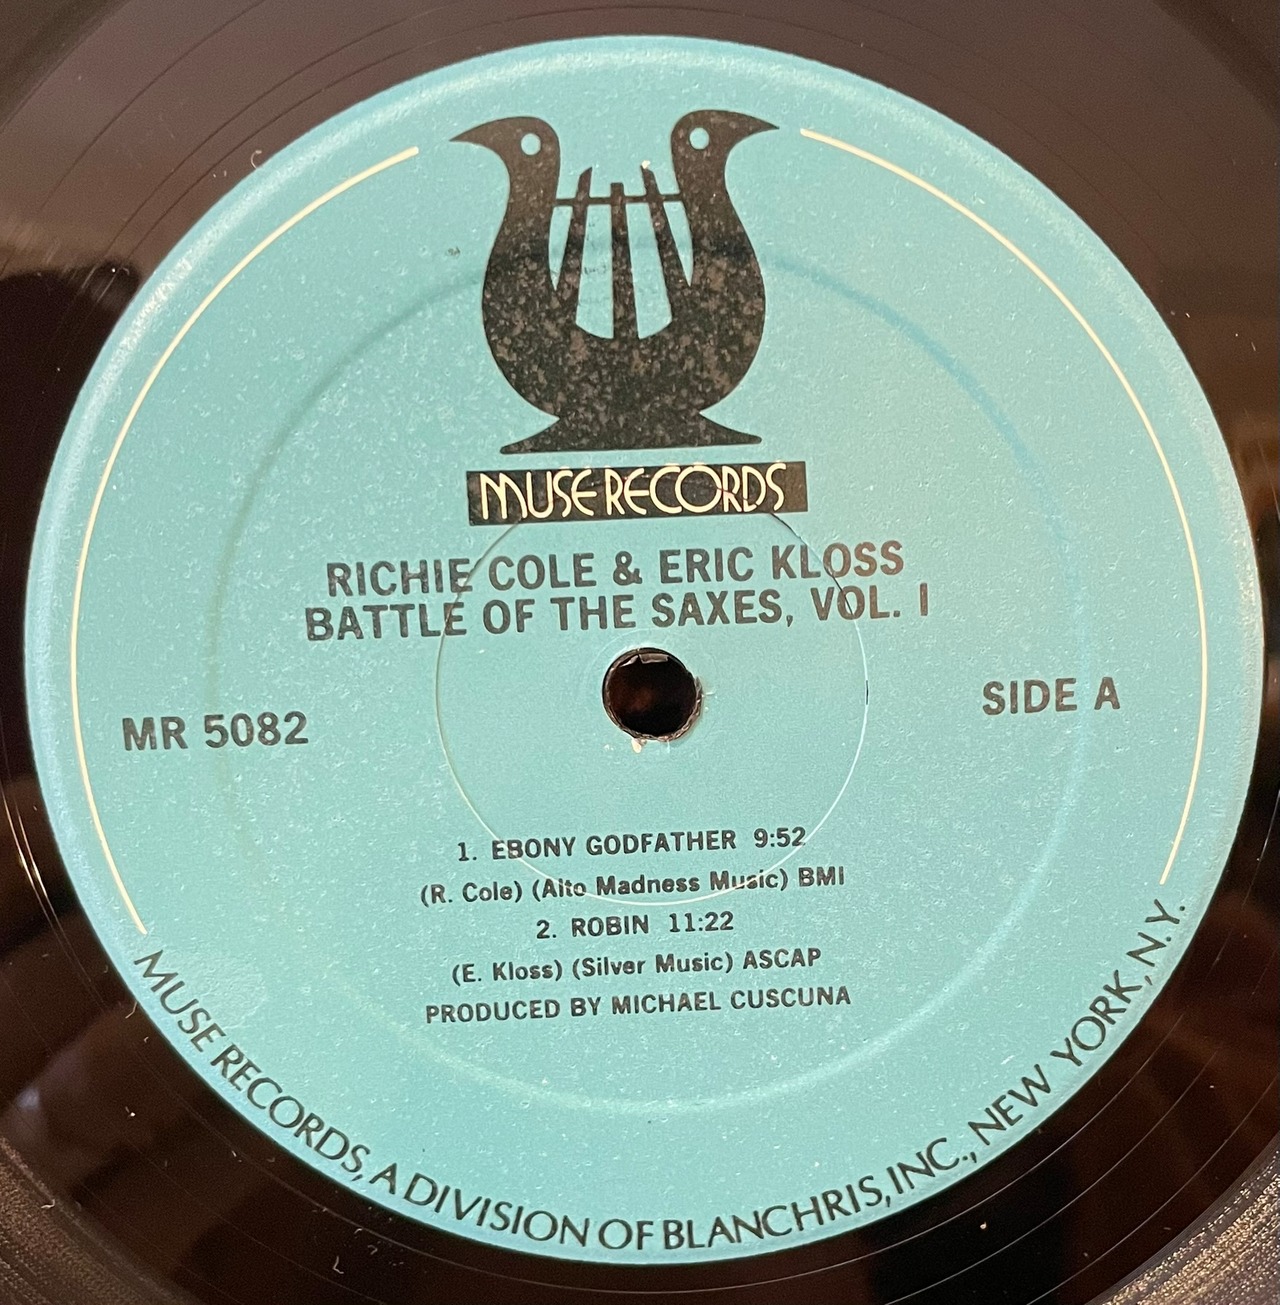 MUSE RECORDS
RICHIE COLE & ERIC KLOSS
BATTLE OF THE SAXES, VOL. I
MR 5082
SIDE A
1. EBONY GODFATHER 9:52
(R. Cole) (Alto Madness Music) BMI
2. ROBIN 11:22
(E. Kloss) (Silver Music) ASCAP
PRODUCED BY MICHAEL CUSCUNA
MUSE RECORDS, A DIVISION OF BLANCHRIS, INC., NEW YORK, N.Y.